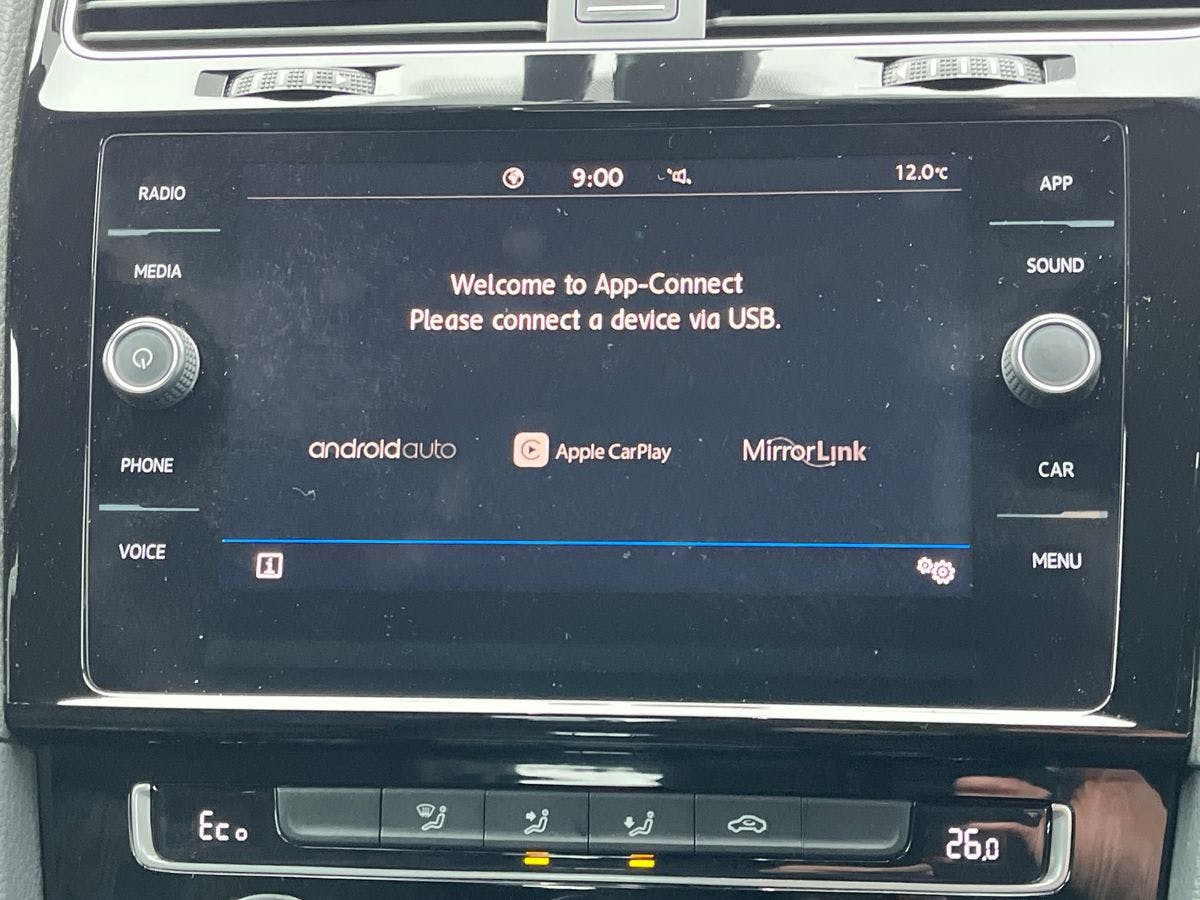 9:00
12.0°C
RADIO
MEDIA
PHONE
VOICE
Welcome to App-Connect
Please connect a device via USB.
androidauto
Apple CarPlay
MirrorLink
i
APP
SOUND
CAR
MENU
Eco
26.0